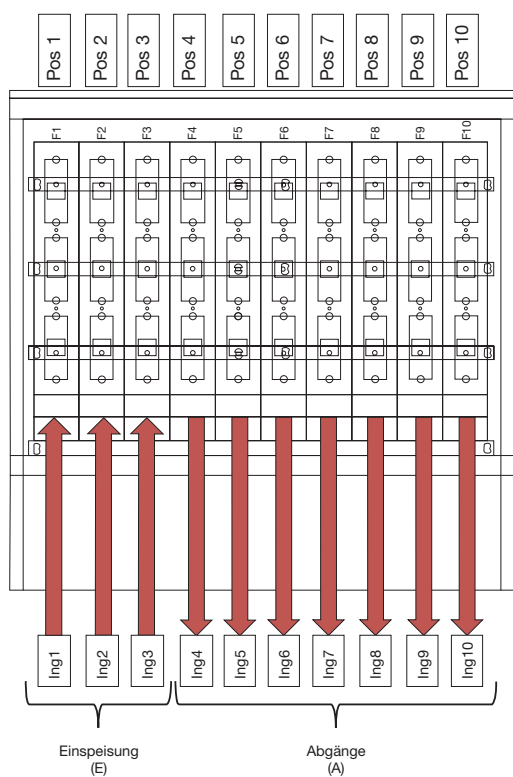 Pos 1
Pos 2
Pos 3
Pos 4
Pos 5
Pos 6
Pos 7
Pos 8
Pos 9
Pos 10
F1
F2
F3
F4
F5
F6
F7
F8
F9
F10
Ing1
Ing2
Ing3
Ing4
Ing5
Ing6
Ing7
Ing8
Ing9
Ing10
Einspeisung
(E)
Abgänge
(A)